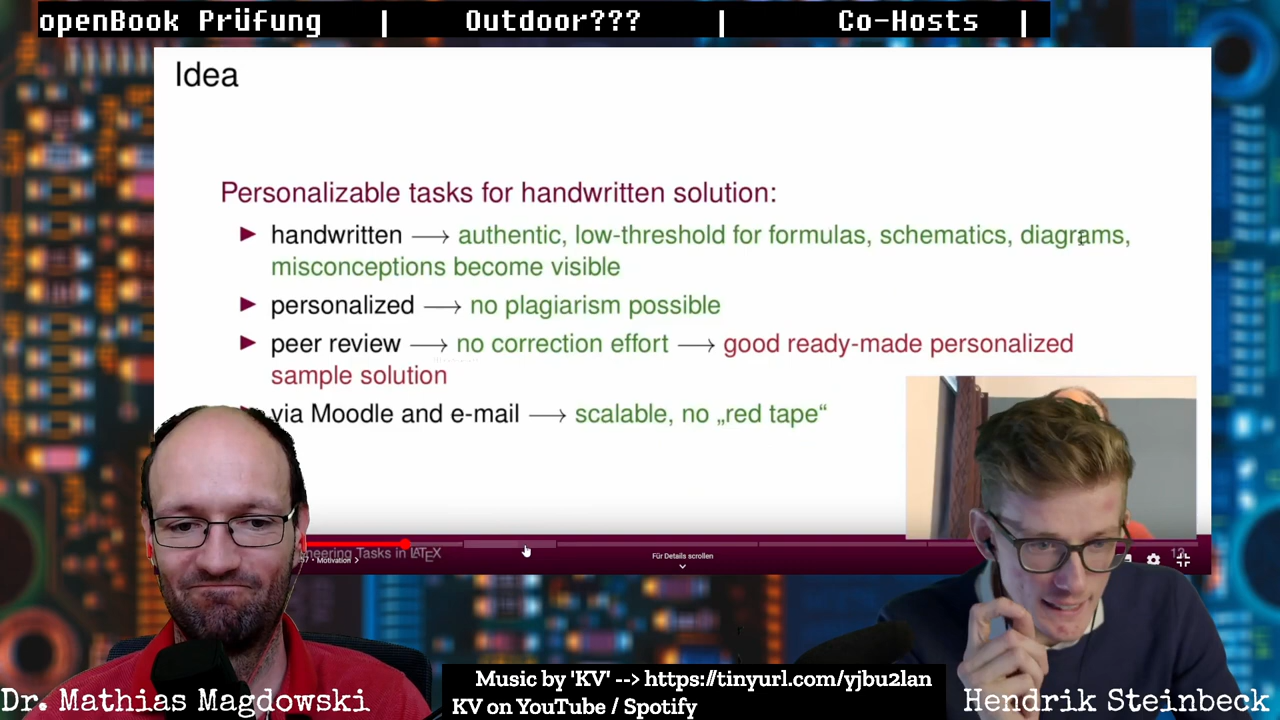 openBook Prüfung | Outdoor??? | Co-Hosts |
Idea
Personalizable tasks for handwritten solution:
handwritten → authentic, low-threshold for formulas, schematics, diagrams,
misconceptions become visible
personalized → no plagiarism possible
peer review → no correction effort → good ready-made personalized
sample solution
via Moodle and e-mail → scalable, no „red tape“
Tasks in LATEX
Motivation >
Für Details scrollen
12
Music by 'KV' --> https://tinyurl.com/yjbu2lan
KV on YouTube / Spotify
Dr. Mathias Magdowski
Hendrik Steinbeck